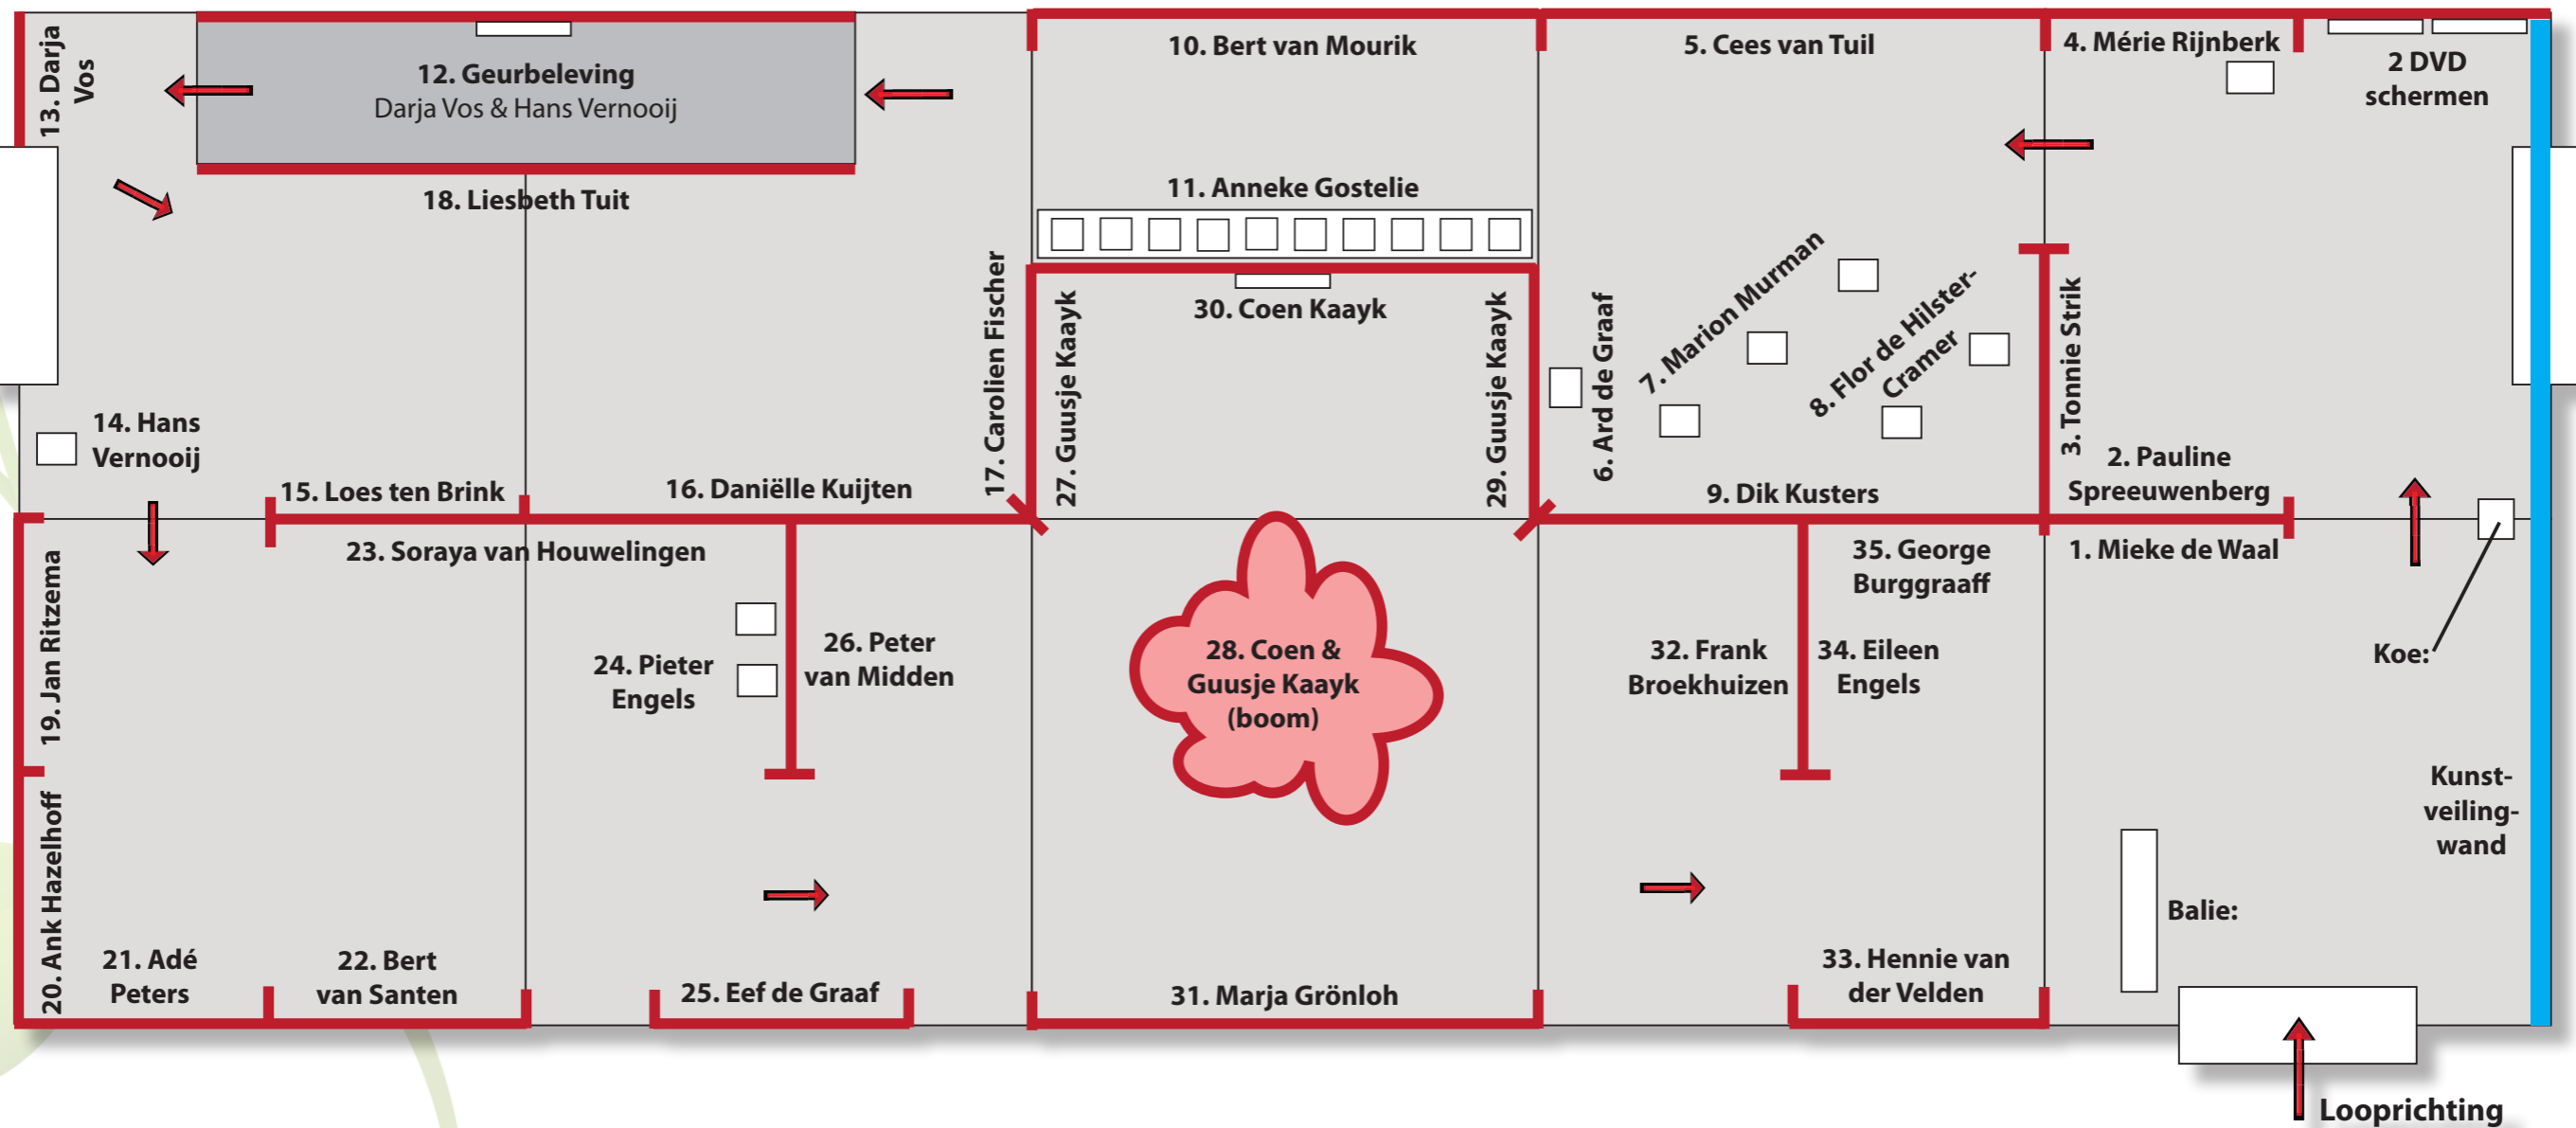 13. Darja
Vos
12. Geurbeleving
Darja Vos & Hans Vernooij
18. Liesbeth Tuit
10. Bert van Mourik
11. Anneke Gostelie
5. Cees van Tuil
4. Mérie Rijnberk
2 DVD
schermen
17. Carolien Fischer
27. Guusje Kaayk
30. Coen Kaayk
29. Guusje Kaayk
6. Ard de Graaf
7. Marion Murman
8. Flor de Hilster-
Cramer
3. Tonnie Strik
2. Pauline
Spreeuwenberg
14. Hans
Vernooij
15. Loes ten Brink
16. Daniëlle Kuijten
9. Dik Kusters
23. Soraya van Houwelingen
19. Jan Ritzema
24. Pieter
Engels
26. Peter
van Midden
28. Coen &
Guusje Kaayk
(boom)
32. Frank
Broekhuizen
35. George
Burggraaff
34. Eileen
Engels
1. Mieke de Waal
Koe:
Kunst-
veiling-
wand
Balie:
20. Ank Hazelhoff
21. Adé
Peters
22. Bert
van Santen
25. Eef de Graaf
31. Marja Grönloh
33. Hennie van
der Velden
Looprichting